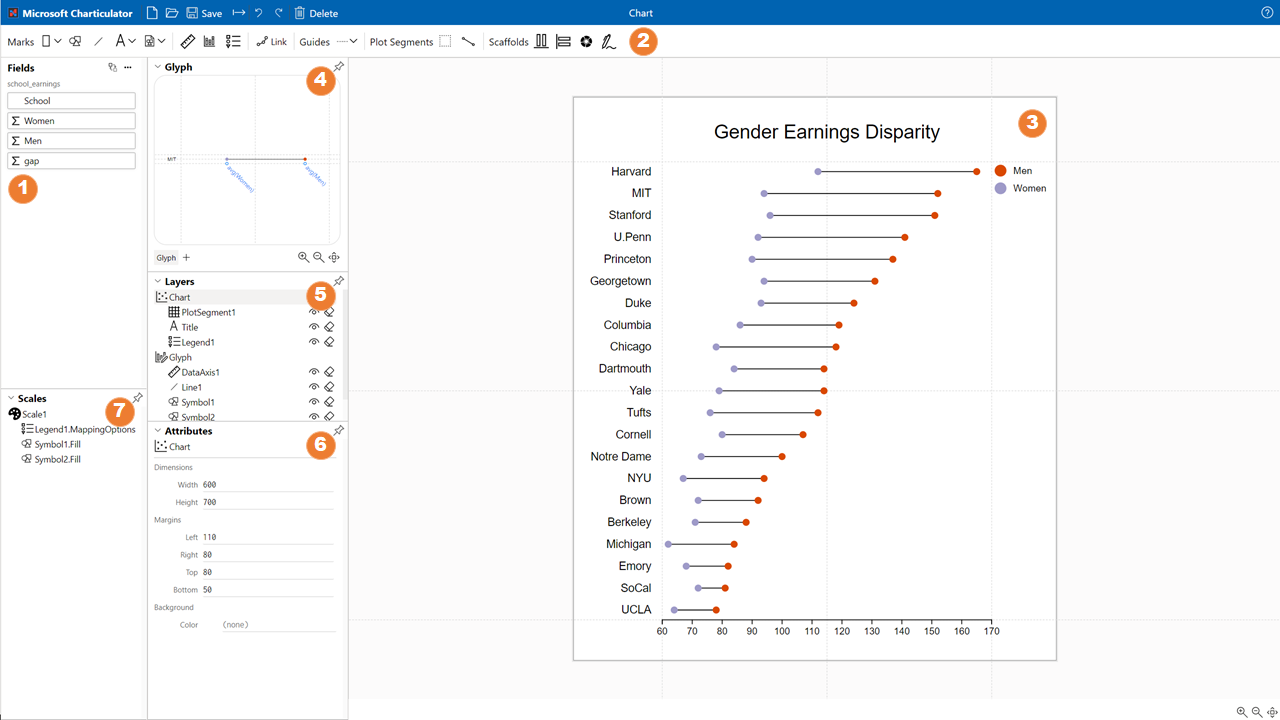 Microsoft Charticulator Save Delete Chart
Marks Link Guides Plot Segments Scaffolds 2
Fields
school_earnings
School
Women
Men
gap
1
Scales
7
Scale1
Legend1.MappingOptions
Symbol1.Fill
Symbol2.Fill
Glyph
4
MIT
avg(Women)
avg(Men)
Glyph +
Layers
5
Chart
PlotSegment1
Title
Legend1
Glyph
DataAxis1
Line1
Symbol1
Symbol2
Attributes
6
Chart
Dimensions
Width 600
Height 700
Margins
Left 110
Right 80
Top 80
Bottom 50
Background
Color (none)
3
Gender Earnings Disparity
Men
Women
Harvard
MIT
Stanford
U.Penn
Princeton
Georgetown
Duke
Columbia
Chicago
Dartmouth
Yale
Tufts
Cornell
Notre Dame
NYU
Brown
Berkeley
Michigan
Emory
SoCal
UCLA
60 70 80 90 100 110 120 130 140 150 160 170